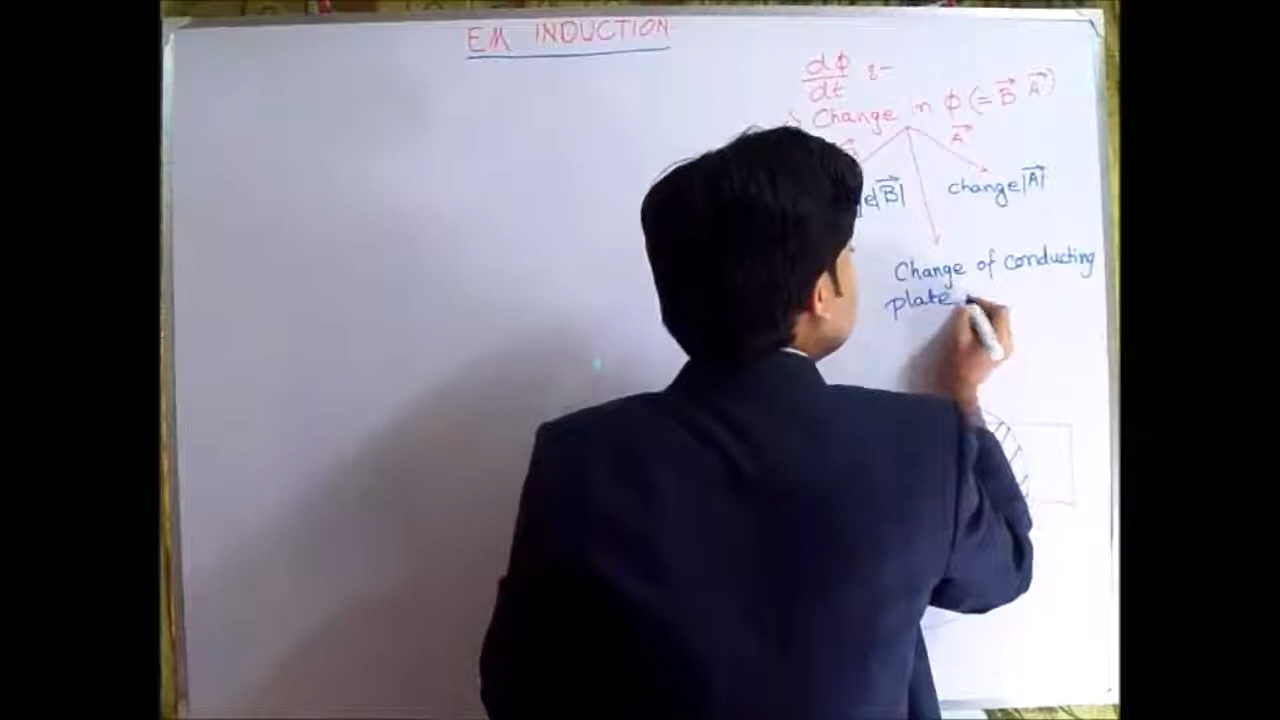 EM INDUCTION
dϕ/dt :-
Change in ϕ (= B⃗ A⃗)
A⃗
|B⃗| change|A⃗|
Change of conducting
plate